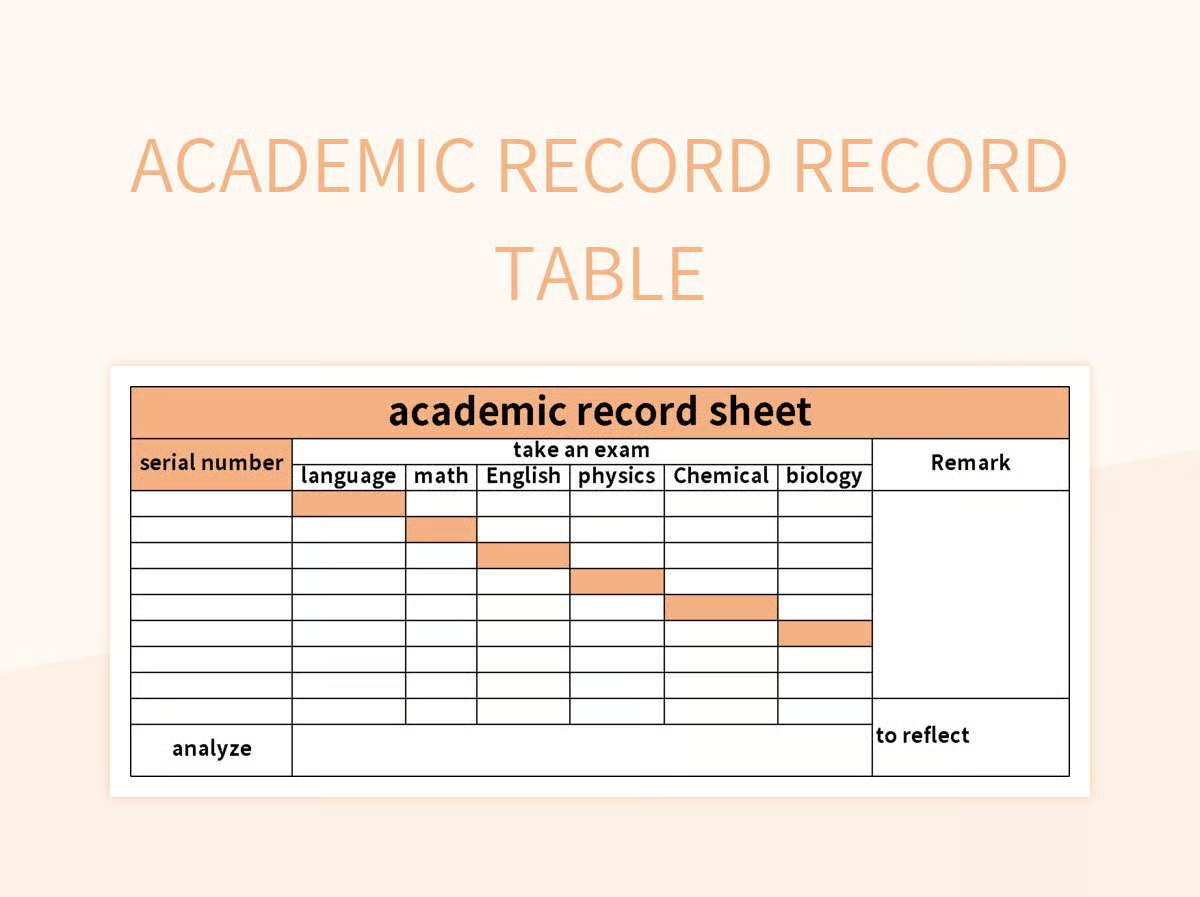 ACADEMIC RECORD RECORD
TABLE
academic record sheet
serial number
take an exam
Remark
language math English physics Chemical biology
analyze
to reflect